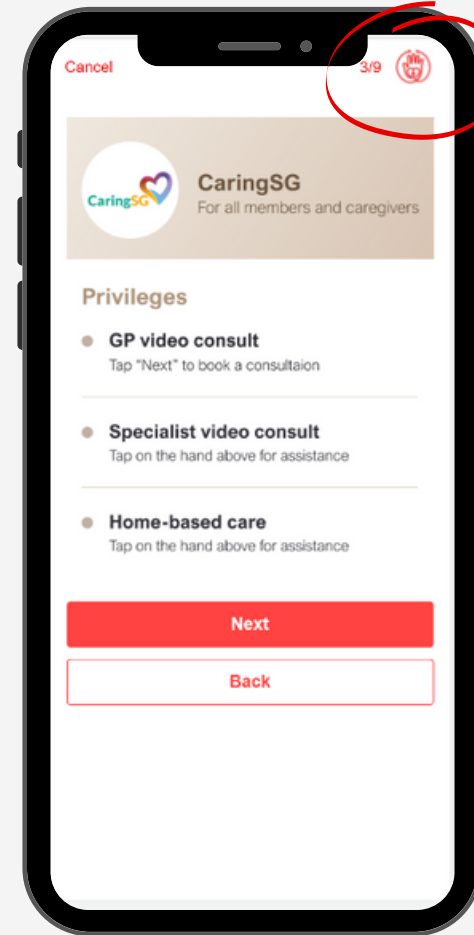 Cancel
3/9
CaringSG
CaringSG
For all members and caregivers
Privileges
GP video consult
Tap "Next" to book a consultaion
Specialist video consult
Tap on the hand above for assistance
Home-based care
Tap on the hand above for assistance
Next
Back